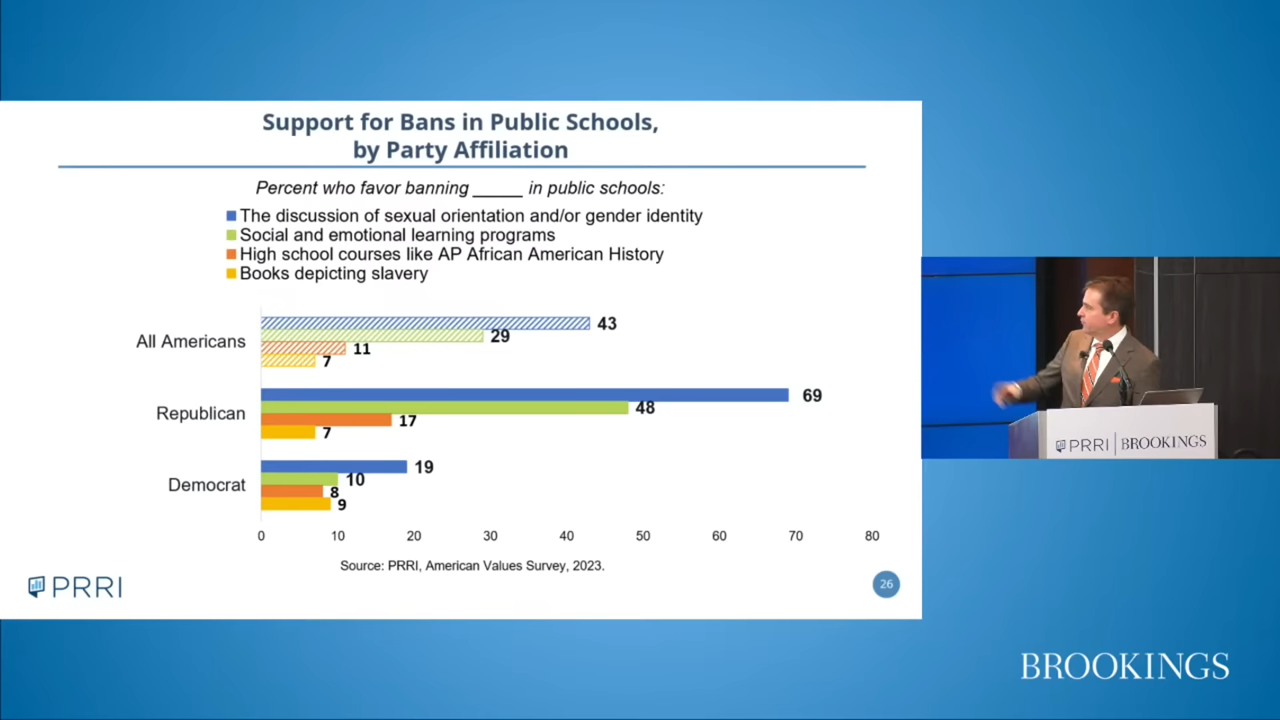 Support for Bans in Public Schools,
by Party Affiliation
Percent who favor banning _____ in public schools:
The discussion of sexual orientation and/or gender identity
Social and emotional learning programs
High school courses like AP African American History
Books depicting slavery
All Americans
43
29
11
7
Republican
69
48
17
7
Democrat
19
10
8
9
0 10 20 30 40 50 60 70 80
Source: PRRI, American Values Survey, 2023.
PRRI
26
PRRI | BROOKINGS
BROOKINGS